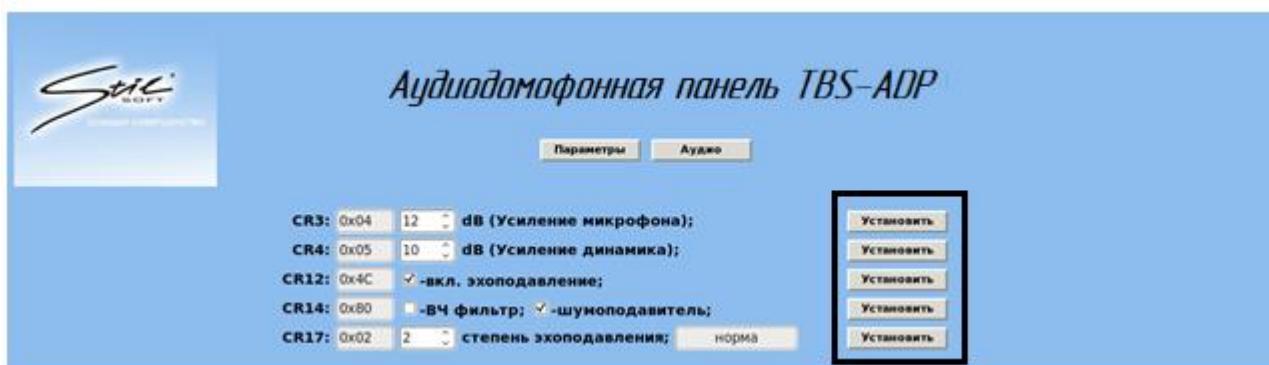 Stil
SOFT
Аудиодомофонная панель TBS-ADP
Параметры Аудио
CR3: 0x04 12 dB (Усиление микрофона); Установить
CR4: 0x05 10 dB (Усиление динамика); Установить
CR12: 0x4C -вкл. эхоподавление; Установить
CR14: 0x80 -ВЧ фильтр; -шумоподавитель; Установить
CR17: 0x02 2 степень эхоподавления; норма Установить